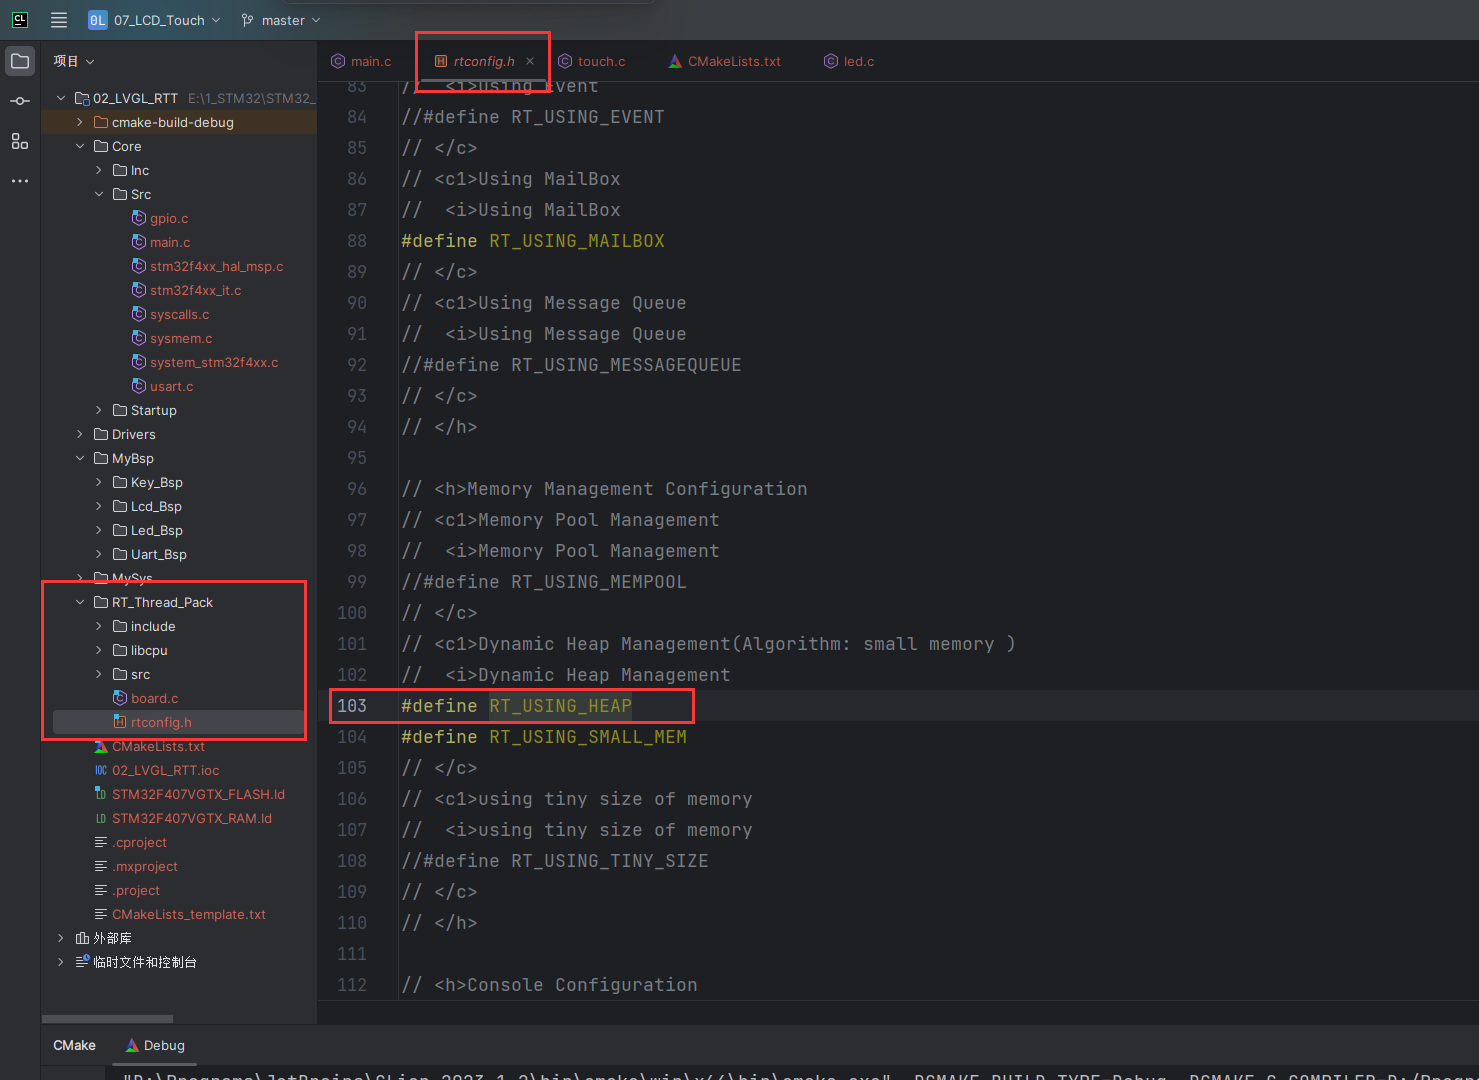 CL
0L 07_LCD_Touch
master
项目
main.c
rtconfig.h
touch.c
CMakeLists.txt
led.c
02_LVGL_RTT E:\1_STM32\STM32_
cmake-build-debug
Core
Inc
Src
gpio.c
main.c
stm32f4xx_hal_msp.c
stm32f4xx_it.c
syscalls.c
sysmem.c
system_stm32f4xx.c
usart.c
Startup
Drivers
MyBsp
Key_Bsp
Lcd_Bsp
Led_Bsp
Uart_Bsp
MySys
RT_Thread_Pack
include
libcpu
src
board.c
rtconfig.h
CMakeLists.txt
IOC 02_LVGL_RTT.ioc
LD STM32F407VGTX_FLASH.ld
LD STM32F407VGTX_RAM.ld
.cproject
.mxproject
.project
CMakeLists_template.txt
外部库
临时文件和控制台
83 // <i>Using Event
84 //#define RT_USING_EVENT
85 // </c>
86 // <c1>Using MailBox
87 //  <i>Using MailBox
88 #define RT_USING_MAILBOX
89 // </c>
90 // <c1>Using Message Queue
91 //  <i>Using Message Queue
92 //#define RT_USING_MESSAGEQUEUE
93 // </c>
94 // </h>
95
96 // <h>Memory Management Configuration
97 // <c1>Memory Pool Management
98 //  <i>Memory Pool Management
99 //#define RT_USING_MEMPOOL
100 // </c>
101 // <c1>Dynamic Heap Management(Algorithm: small memory )
102 //  <i>Dynamic Heap Management
103 #define RT_USING_HEAP
104 #define RT_USING_SMALL_MEM
105 // </c>
106 // <c1>using tiny size of memory
107 //  <i>using tiny size of memory
108 //#define RT_USING_TINY_SIZE
109 // </c>
110 // </h>
111
112 // <h>Console Configuration
CMake
Debug